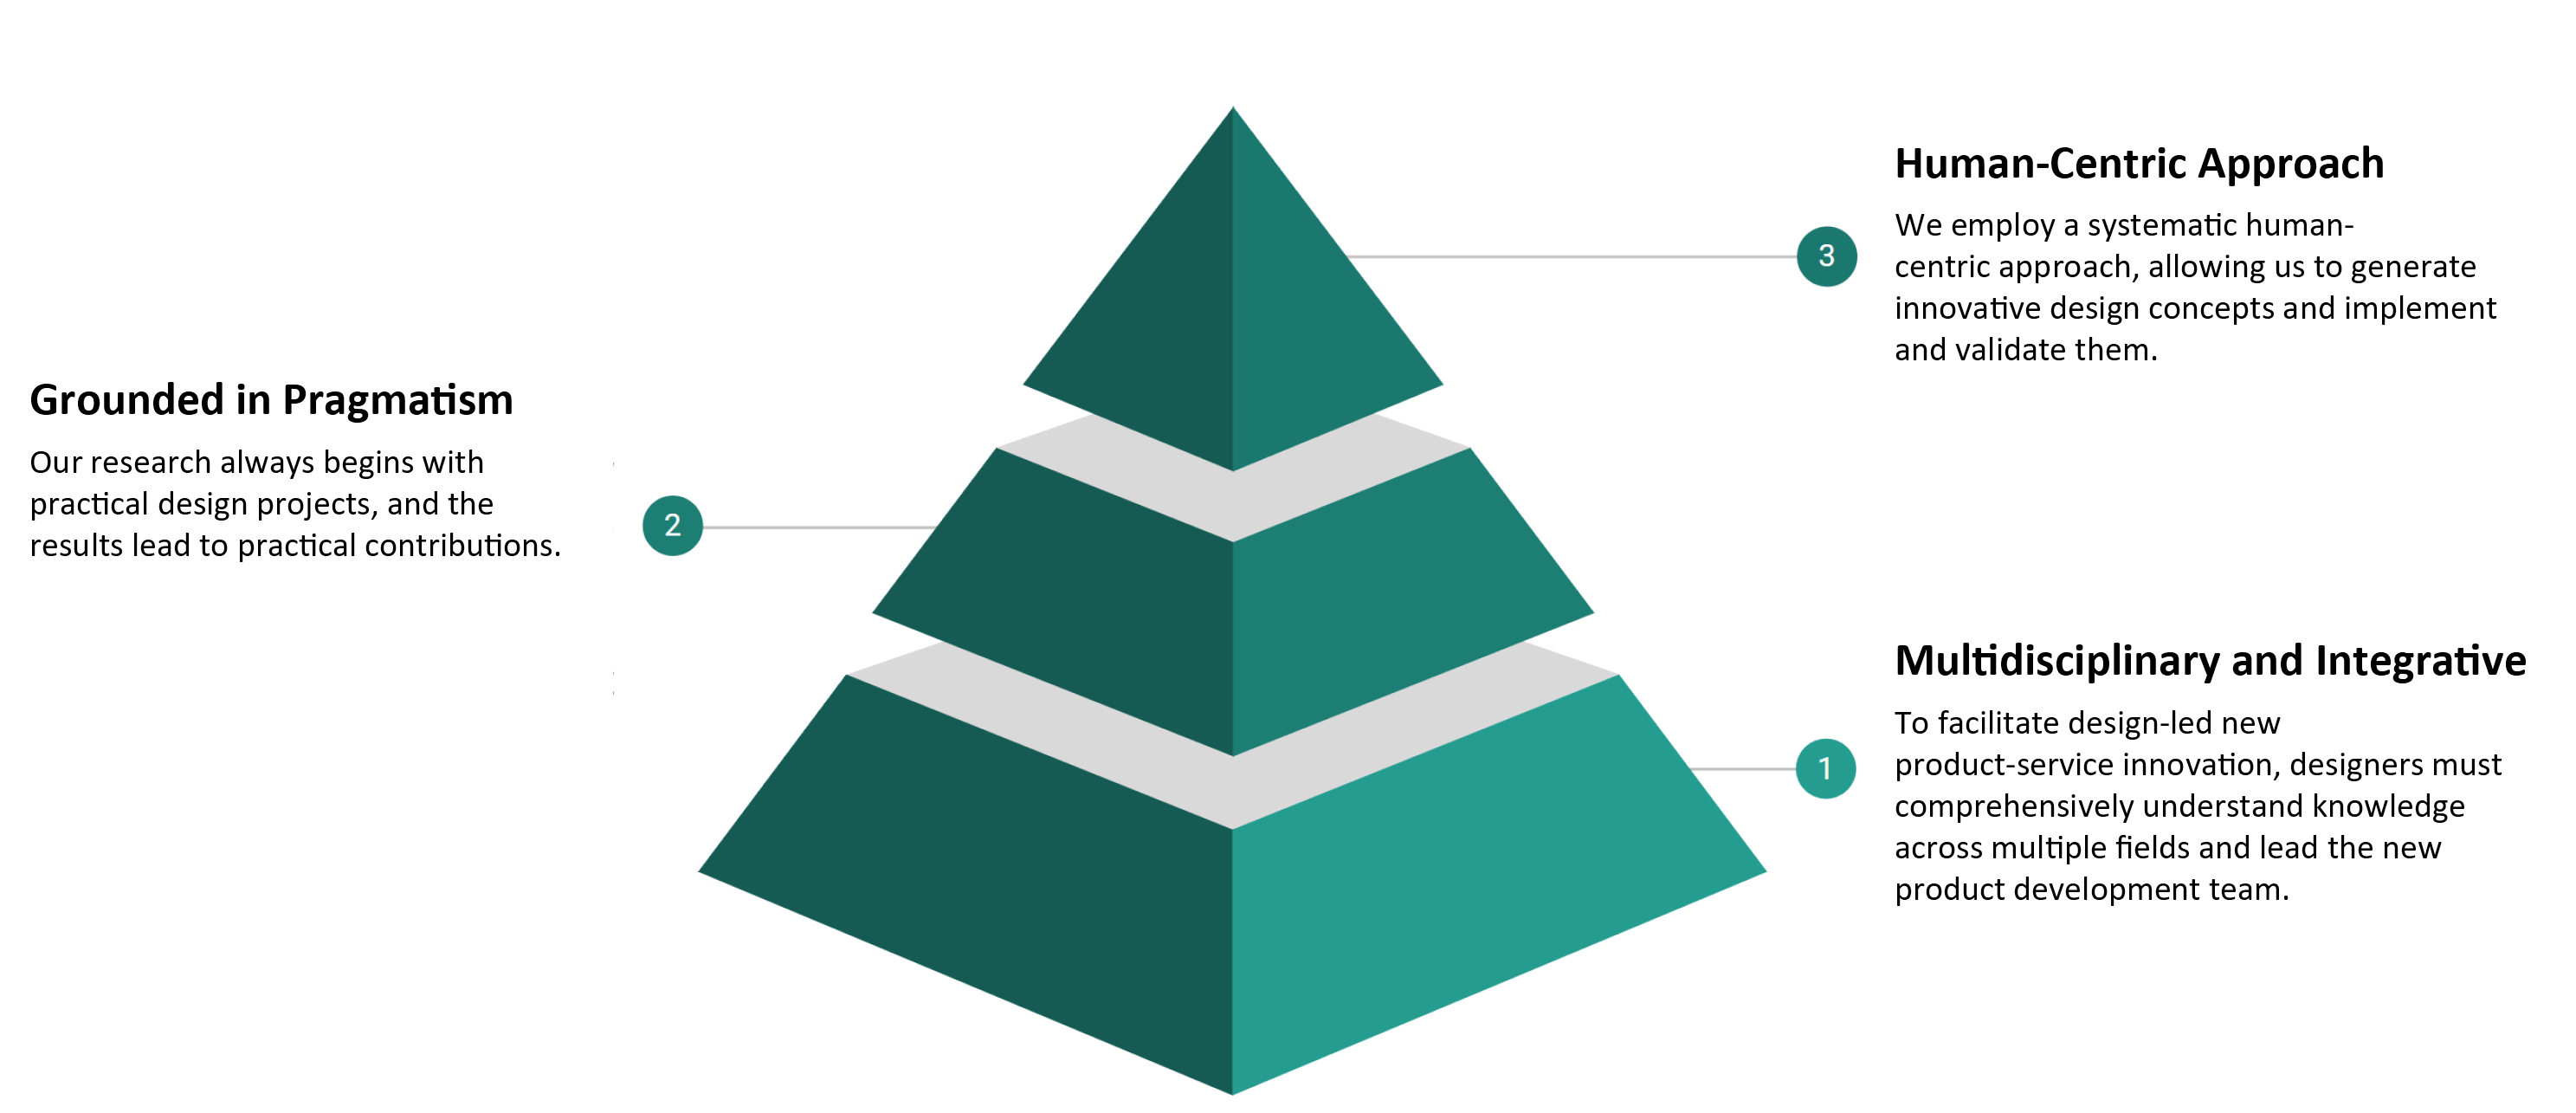 Human-Centric Approach
We employ a systematic human-
centric approach, allowing us to generate
innovative design concepts and implement
and validate them.
3
Grounded in Pragmatism
Our research always begins with
practical design projects, and the
results lead to practical contributions.
2
Multidisciplinary and Integrative
To facilitate design-led new
product-service innovation, designers must
comprehensively understand knowledge
across multiple fields and lead the new
product development team.
1